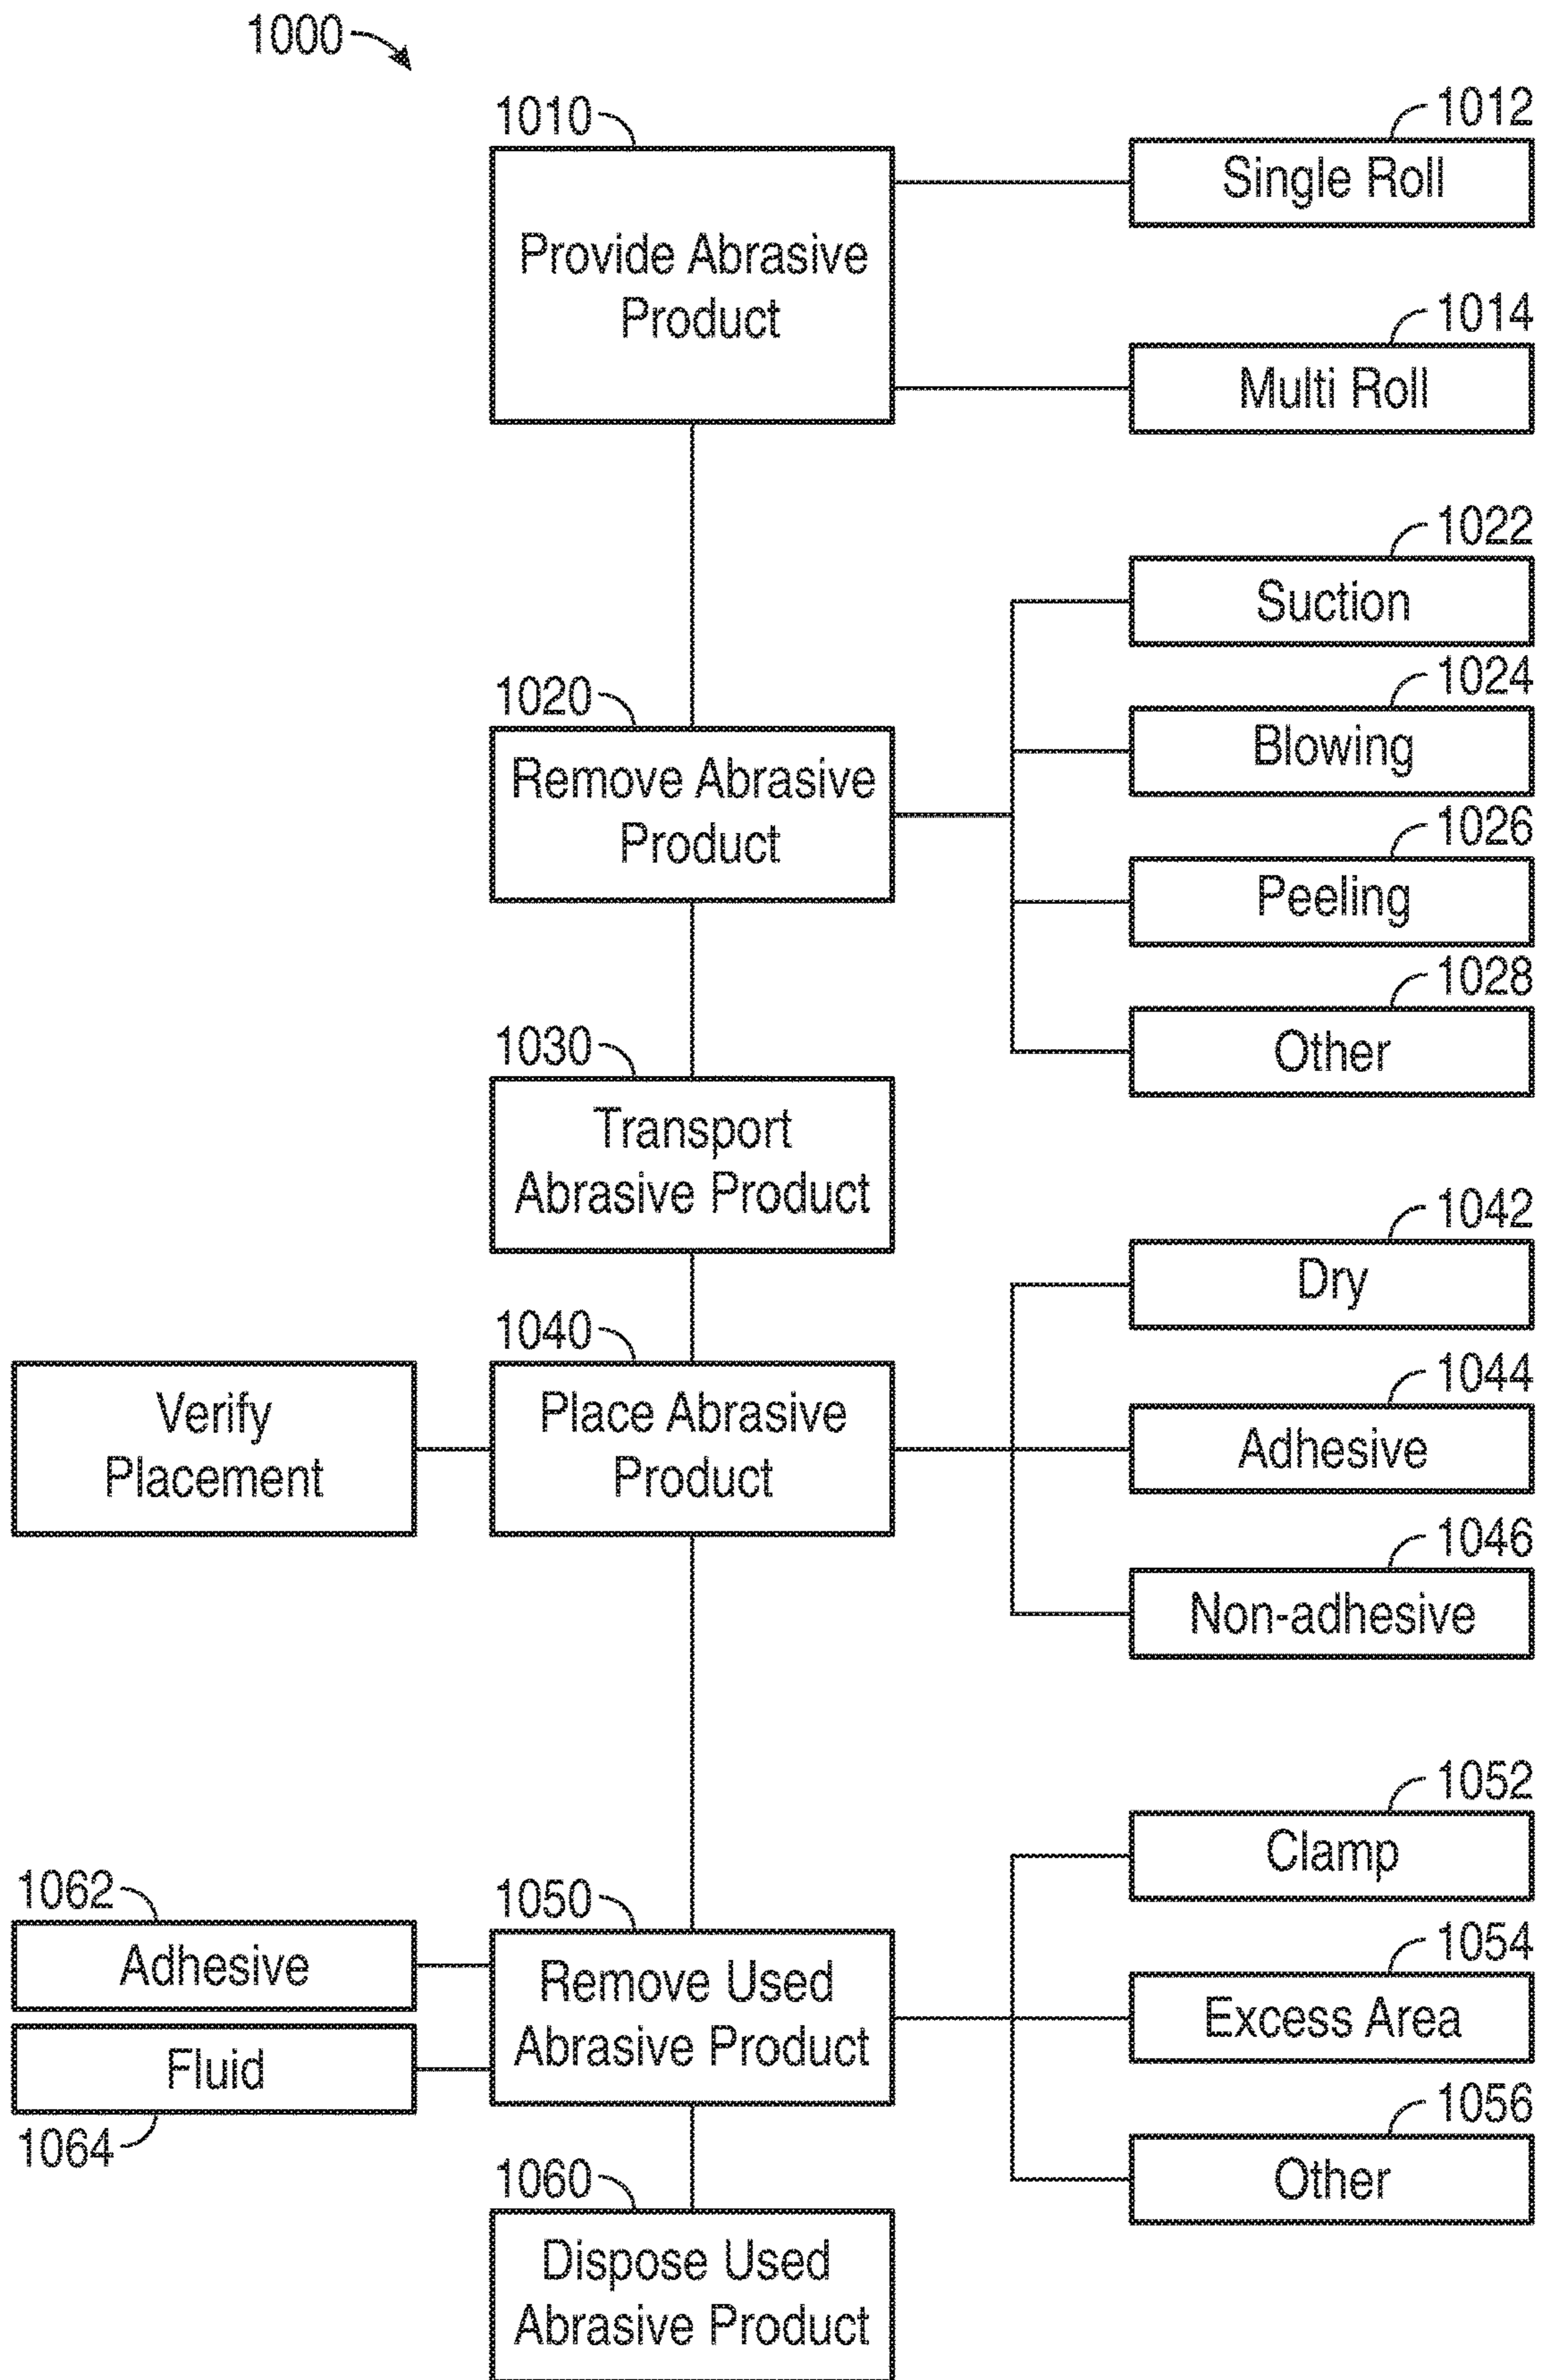 1000
1010
Provide Abrasive
Product
1012
Single Roll
1014
Multi Roll
1020
Remove Abrasive
Product
1022
Suction
1024
Blowing
1026
Peeling
1028
Other
1030
Transport
Abrasive Product
1040
Place Abrasive
Product
Verify
Placement
1042
Dry
1044
Adhesive
1046
Non-adhesive
1050
Remove Used
Abrasive Product
1062
Adhesive
Fluid
1064
1052
Clamp
1054
Excess Area
1056
Other
1060
Dispose Used
Abrasive Product